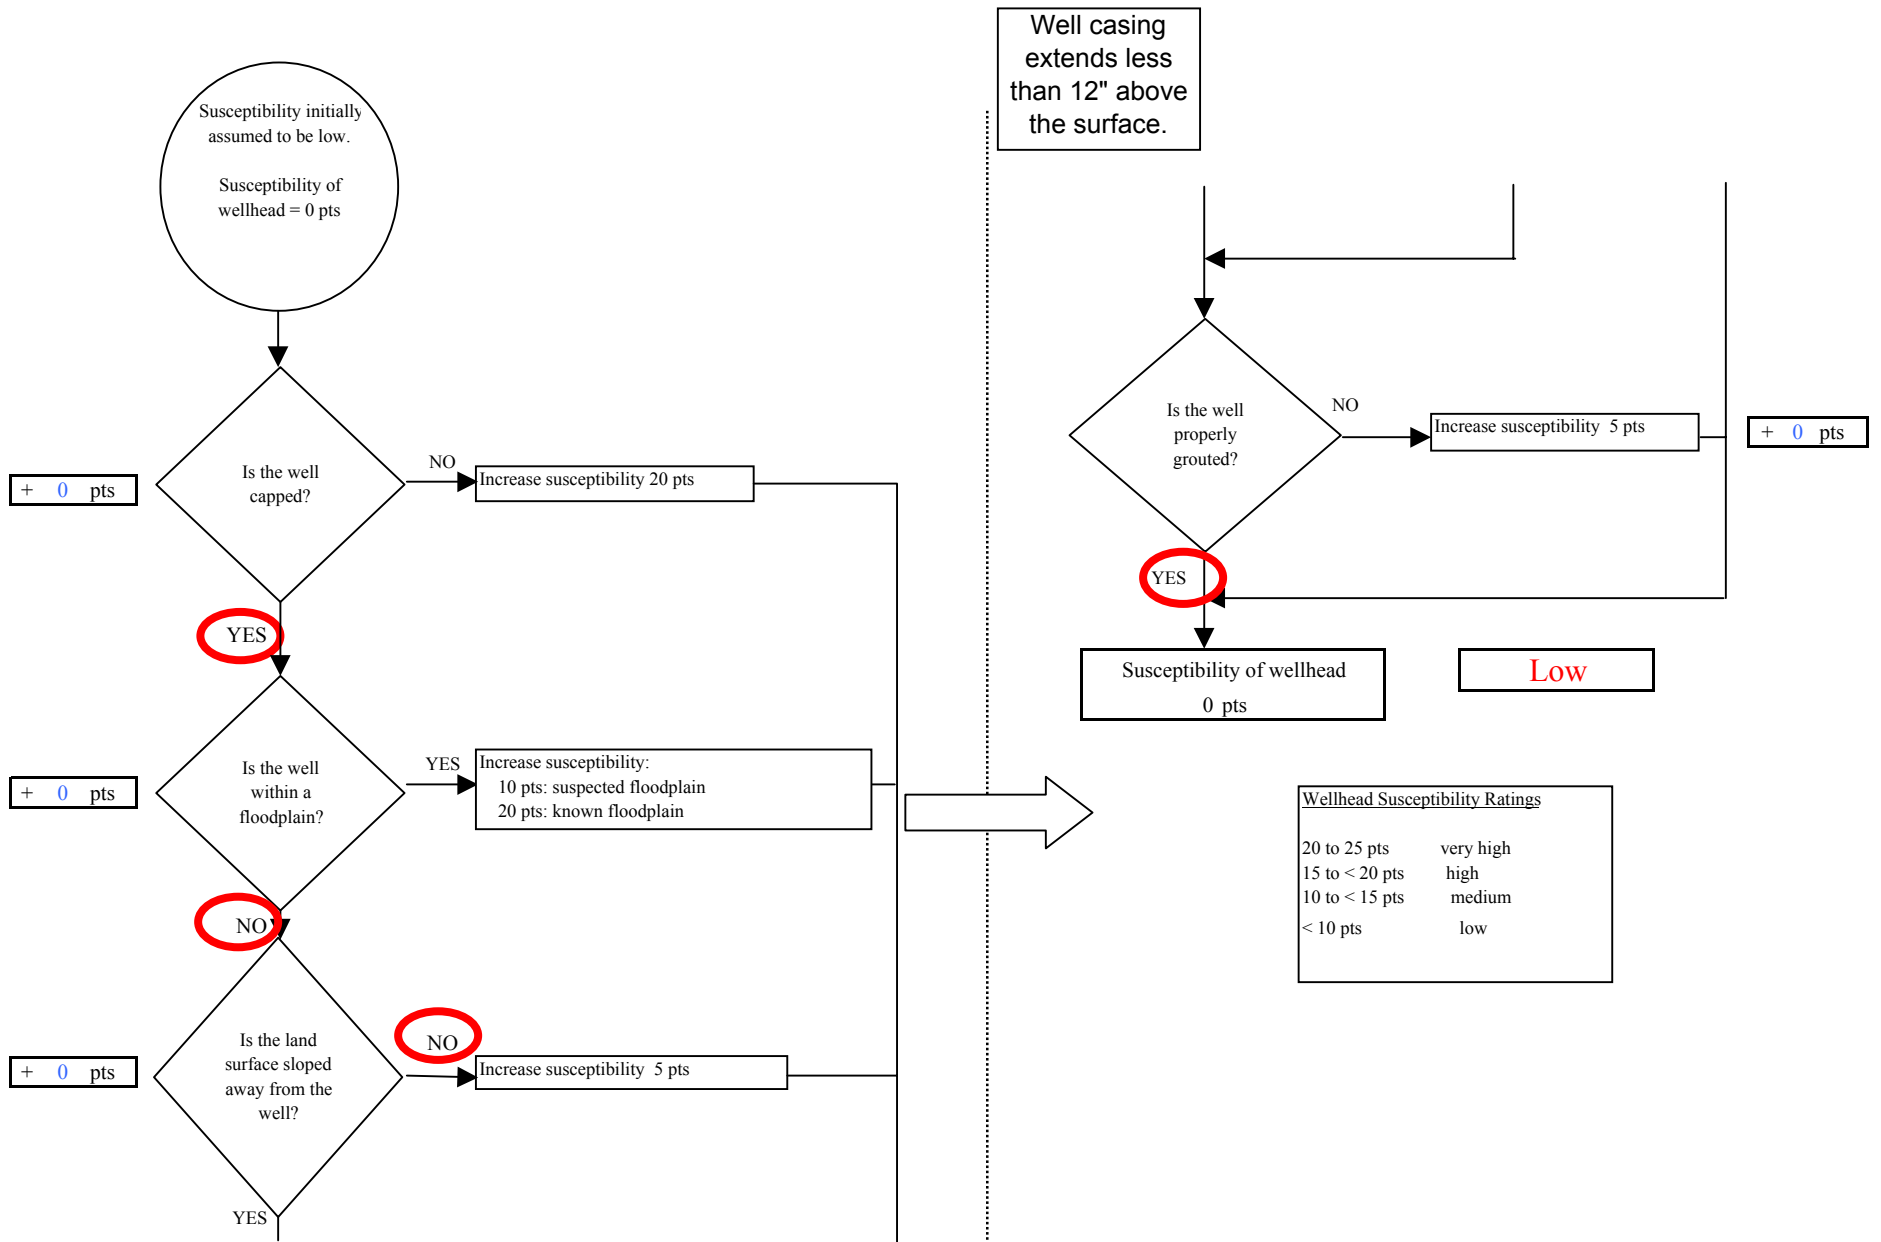 Susceptibility initially
assumed to be low.
Susceptibility of
wellhead = 0 pts
Is the well
capped?
NO
Increase susceptibility 20 pts
+ 0 pts
YES
Is the well
within a
floodplain?
YES
Increase susceptibility:
10 pts: suspected floodplain
20 pts: known floodplain
+ 0 pts
NO
Is the land
surface sloped
away from the
well?
NO
Increase susceptibility 5 pts
+ 0 pts
YES
Well casing
extends less
than 12" above
the surface.
Is the well
properly
grouted?
NO
Increase susceptibility 5 pts
+ 0 pts
YES
Susceptibility of wellhead
0 pts
Low
Wellhead Susceptibility Ratings
20 to 25 pts very high
15 to < 20 pts high
10 to < 15 pts medium
< 10 pts low